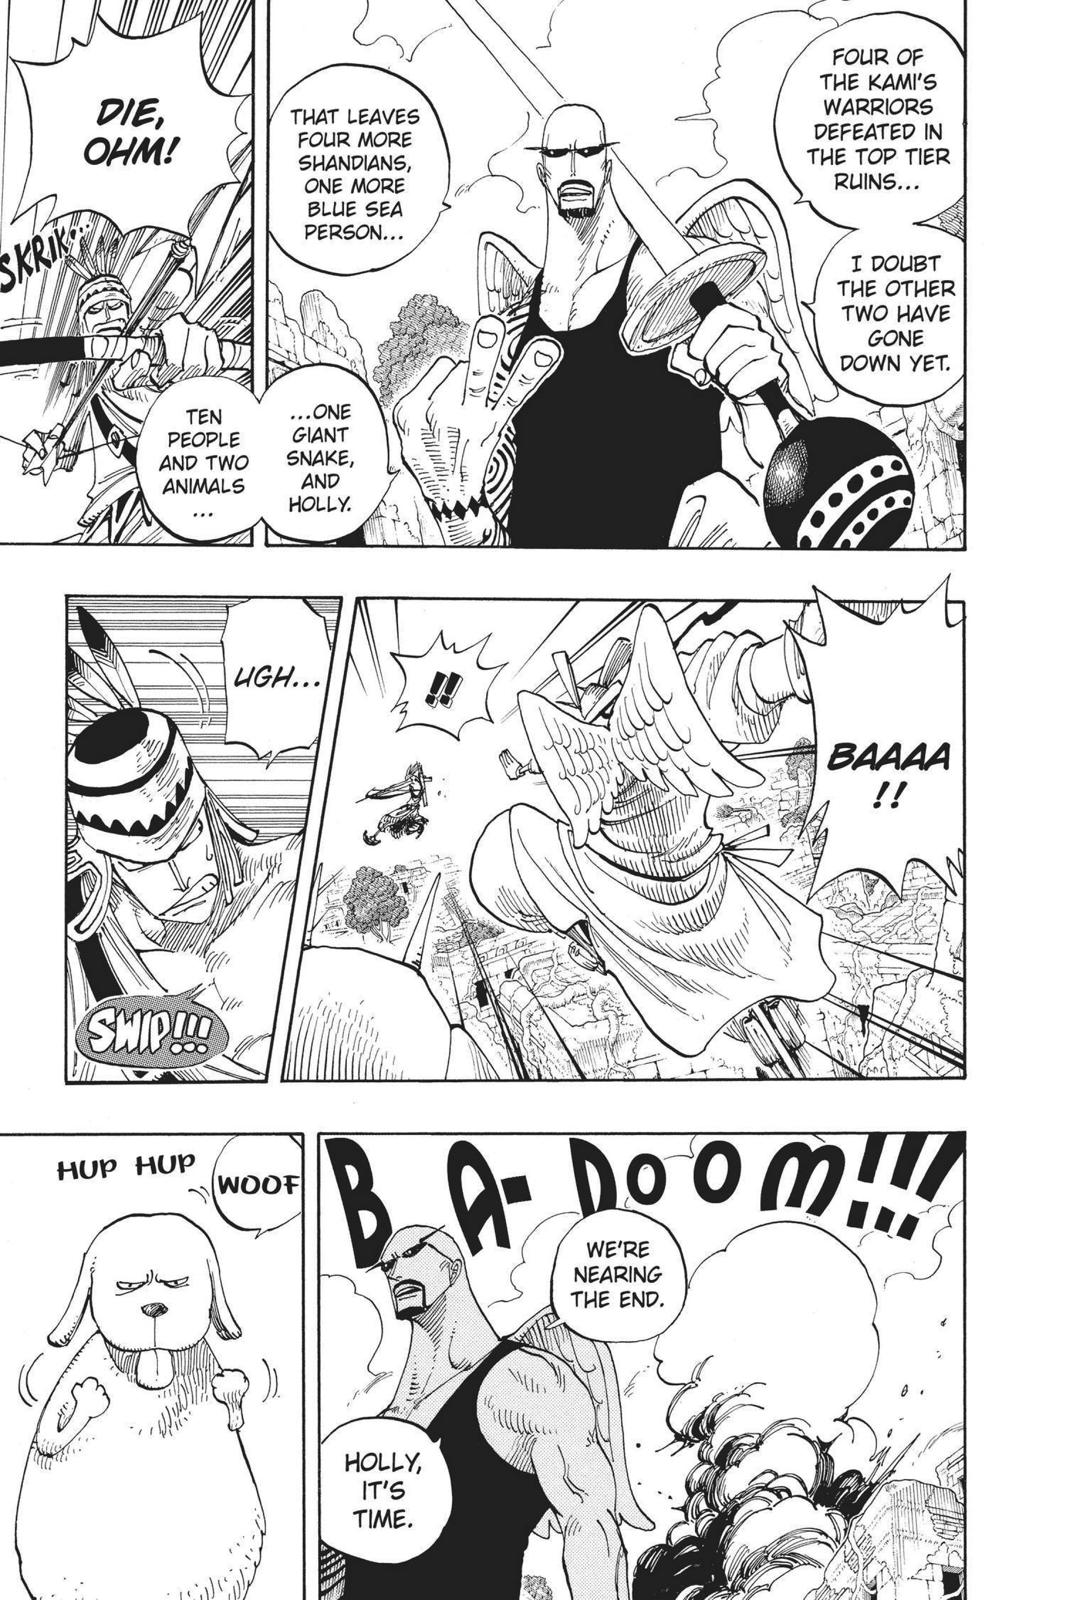 FOUR OF
THE KAMI'S
WARRIORS
DEFEATED IN
THE TOP TIER
RUINS...
I DOUBT
THE OTHER
TWO HAVE
GONE
DOWN YET.
THAT LEAVES
FOUR MORE
SHANDIANS,
ONE MORE
BLUE SEA
PERSON...
...ONE
GIANT
SNAKE,
AND
HOLLY.
TEN
PEOPLE
AND TWO
ANIMALS
...
DIE,
OHM!
SKRIK...
BAAAA
!!
!!
UGH...
SWIP!!!
BA-DOOM!!!
WE'RE
NEARING
THE END.
HOLLY,
IT'S
TIME.
WOOF
HUP HUP